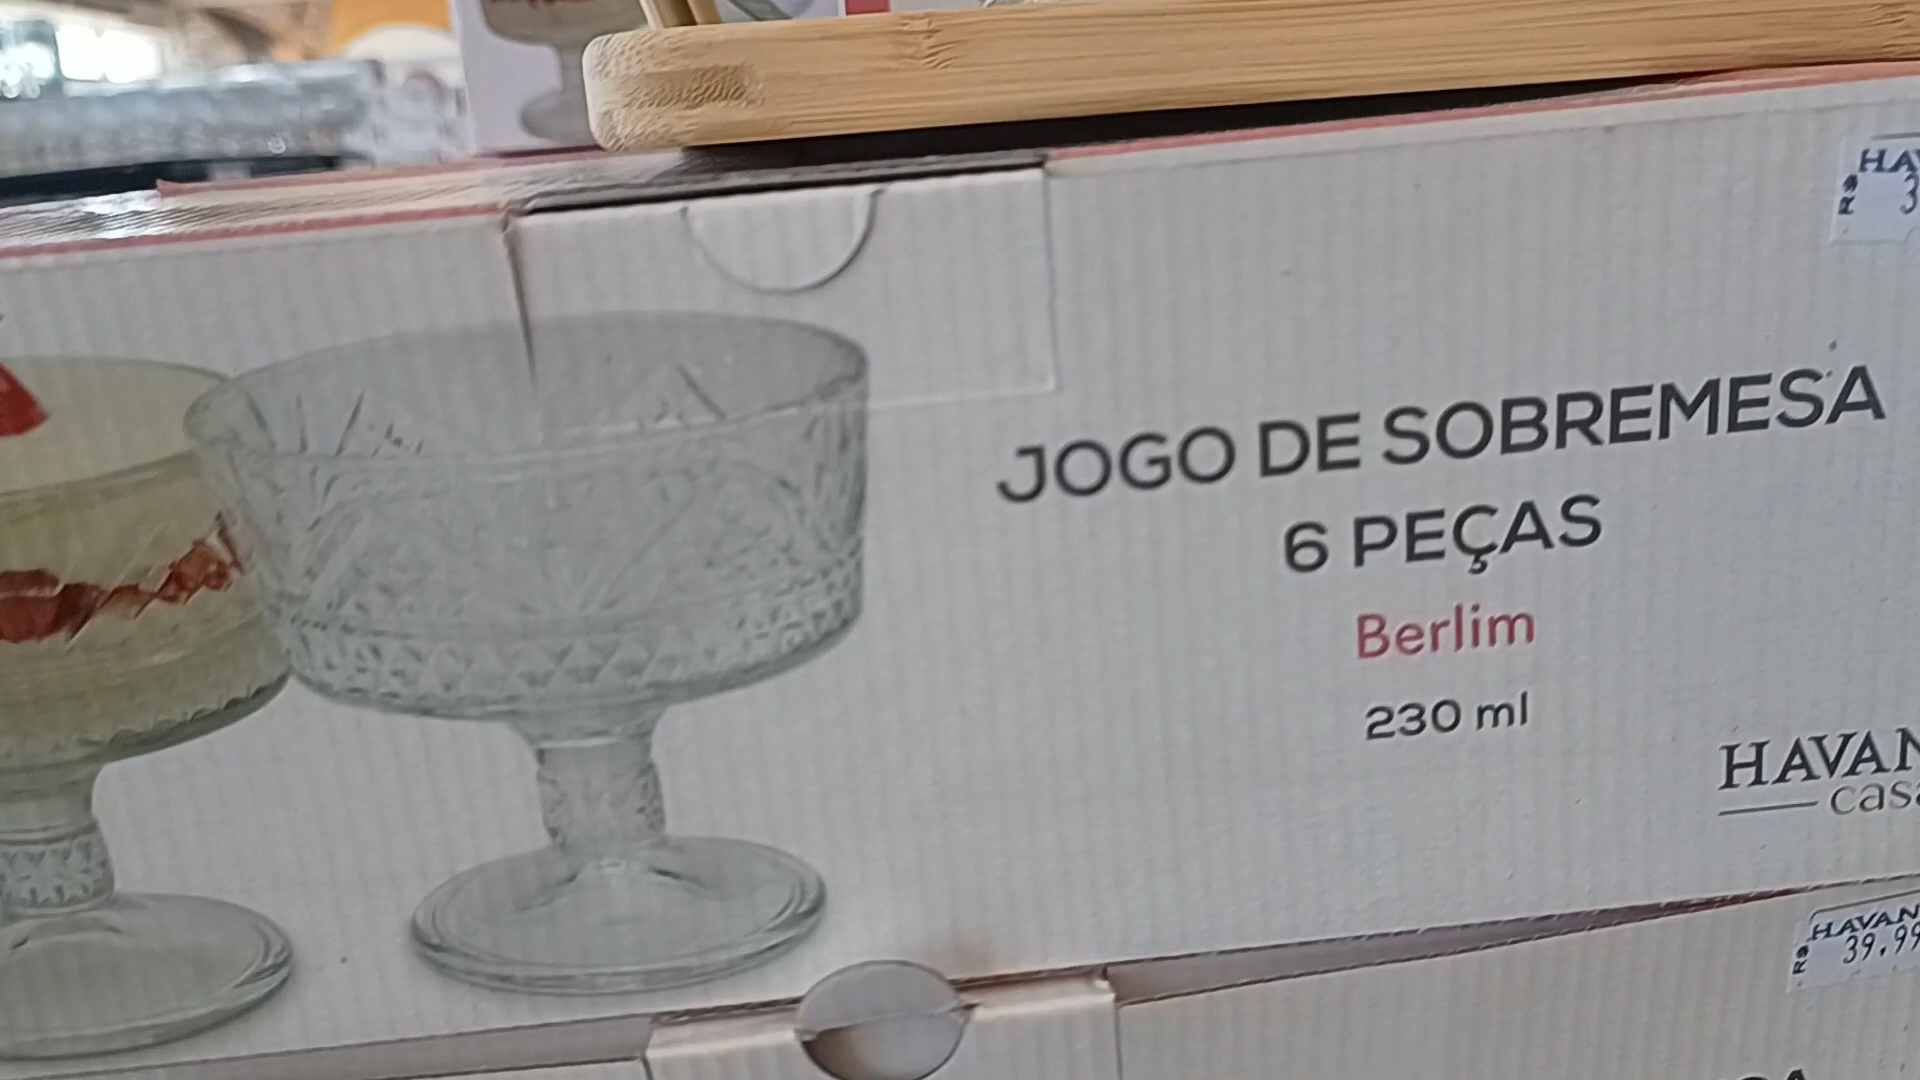 R$
JOGO DE SOBREMESA
6 PEÇAS
Berlim
230 ml
HAVAN
casa
HAVAN
R$ 39,99